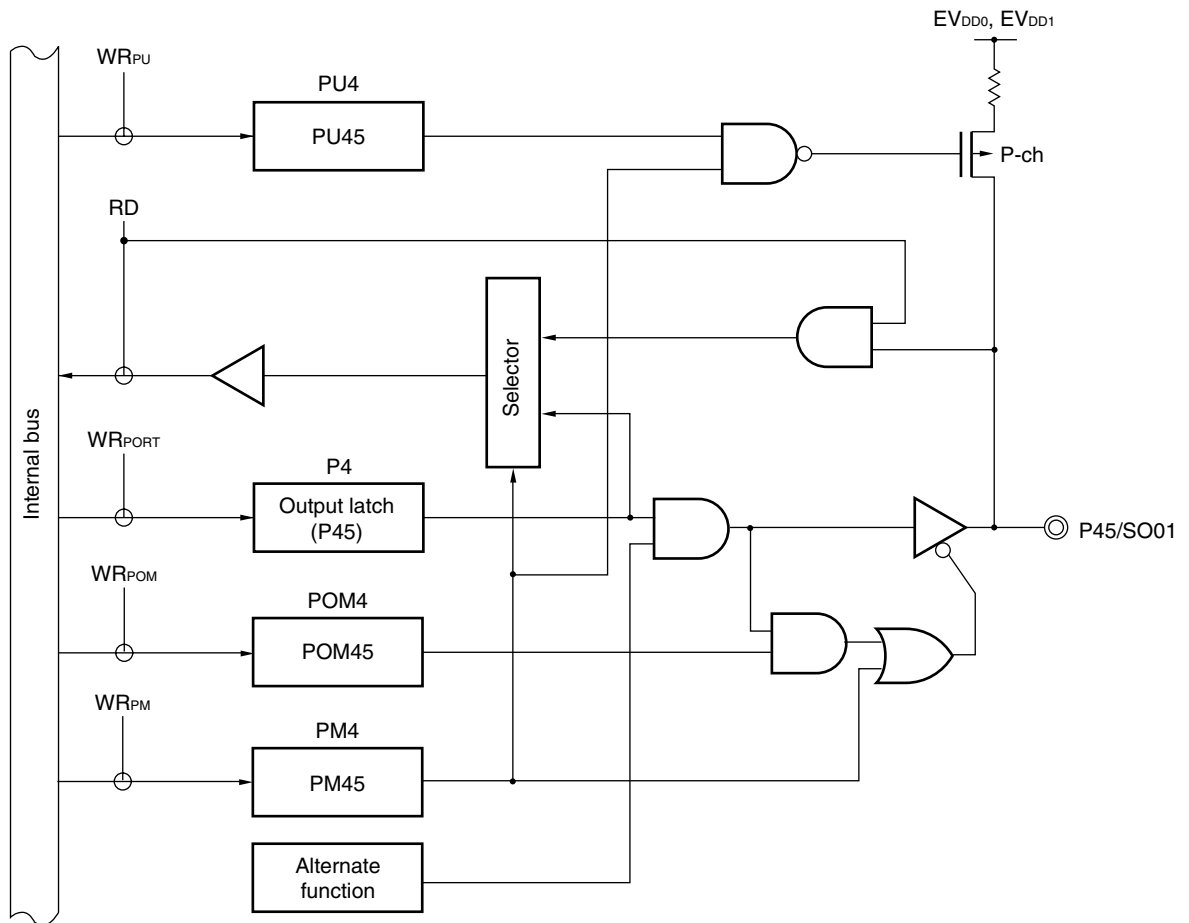 EVDD0, EVDD1
WRPU
PU4
PU45
P-ch
RD
Selector
Internal bus
WRPORT
P4
Output latch
(P45)
P45/SO01
WRPOM
POM4
POM45
WRPM
PM4
PM45
Alternate
function